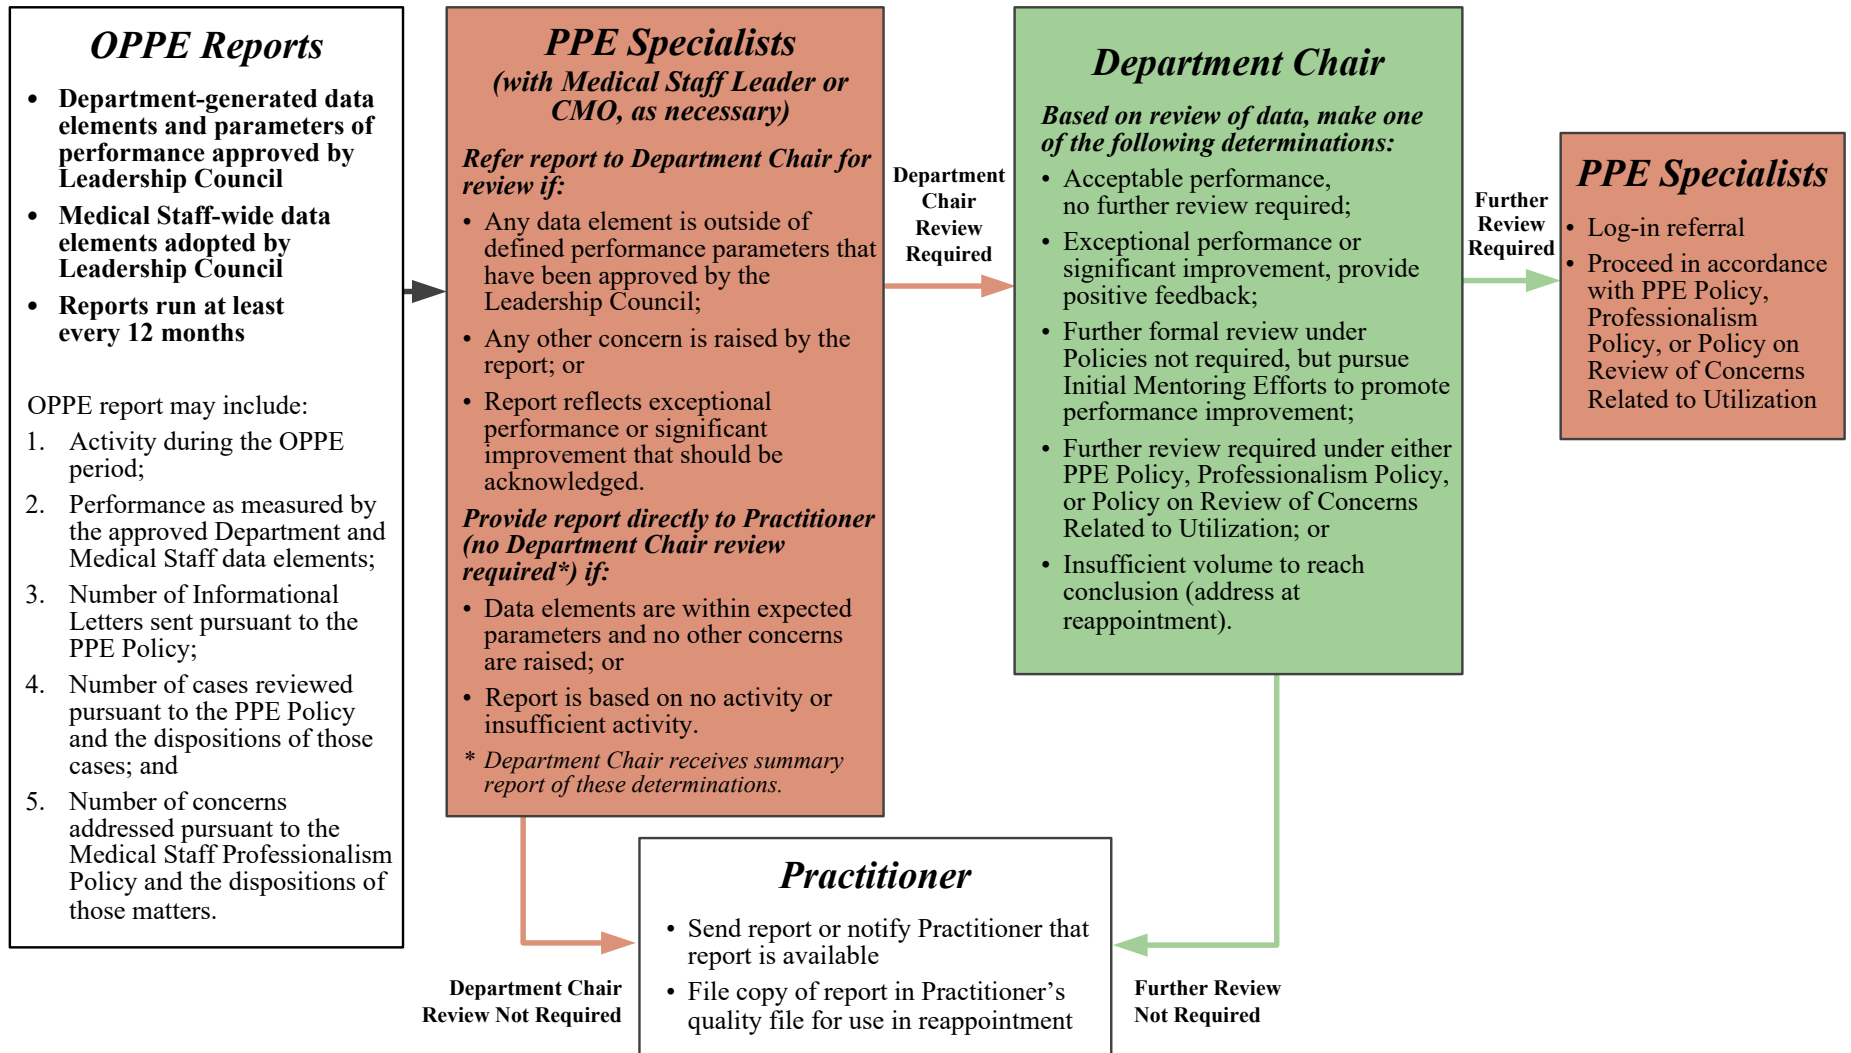 OPPE Reports
• Department-generated data
elements and parameters of
performance approved by
Leadership Council
• Medical Staff-wide data
elements adopted by
Leadership Council
• Reports run at least
every 12 months
OPPE report may include:
1. Activity during the OPPE
period;
2. Performance as measured by
the approved Department and
Medical Staff data elements;
3. Number of Informational
Letters sent pursuant to the
PPE Policy;
4. Number of cases reviewed
pursuant to the PPE Policy
and the dispositions of those
cases; and
5. Number of concerns
addressed pursuant to the
Medical Staff Professionalism
Policy and the dispositions of
those matters.
PPE Specialists
(with Medical Staff Leader or
CMO, as necessary)
Refer report to Department Chair for
review if:
• Any data element is outside of
defined performance parameters that
have been approved by the
Leadership Council;
• Any other concern is raised by the
report; or
• Report reflects exceptional
performance or significant
improvement that should be
acknowledged.
Provide report directly to Practitioner
(no Department Chair review
required*) if:
• Data elements are within expected
parameters and no other concerns
are raised; or
• Report is based on no activity or
insufficient activity.
* Department Chair receives summary
report of these determinations.
Department
Chair
Review
Required
Department Chair
Based on review of data, make one
of the following determinations:
• Acceptable performance,
no further review required;
• Exceptional performance or
significant improvement, provide
positive feedback;
• Further formal review under
Policies not required, but pursue
Initial Mentoring Efforts to promote
performance improvement;
• Further review required under either
PPE Policy, Professionalism Policy,
or Policy on Review of Concerns
Related to Utilization; or
• Insufficient volume to reach
conclusion (address at
reappointment).
Further
Review
Required
PPE Specialists
• Log-in referral
• Proceed in accordance
with PPE Policy,
Professionalism
Policy, or Policy on
Review of Concerns
Related to Utilization
Department Chair
Review Not Required
Practitioner
• Send report or notify Practitioner that
report is available
• File copy of report in Practitioner’s
quality file for use in reappointment
Further Review
Not Required